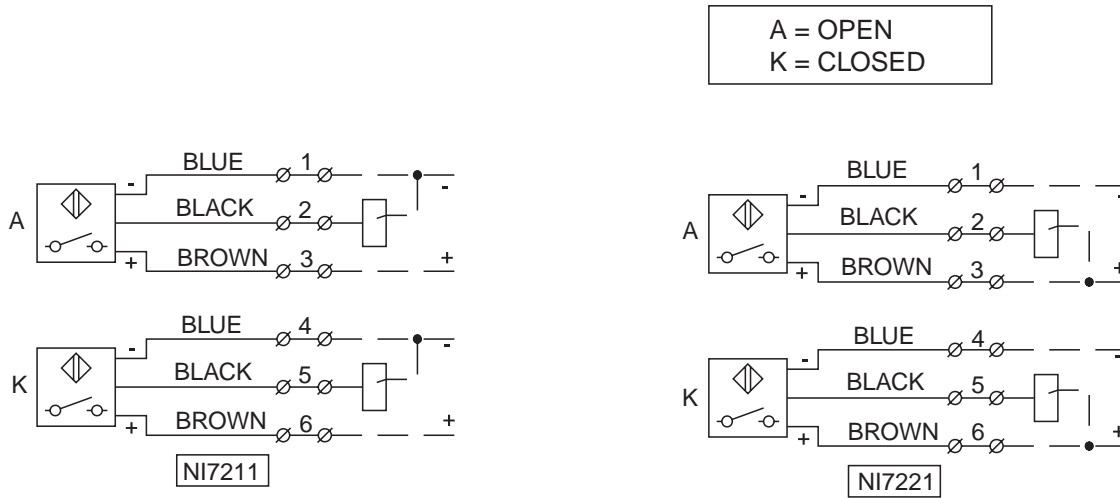 A = OPEN
K = CLOSED
BLUE 1
-
-
A
BLACK 2
+
BROWN 3
+
BLUE 4
-
-
K
BLACK 5
+
BROWN 6
+
NI7211
BLUE 1
-
-
A
BLACK 2
+
BROWN 3
+
BLUE 4
-
-
K
BLACK 5
+
BROWN 6
+
NI7221